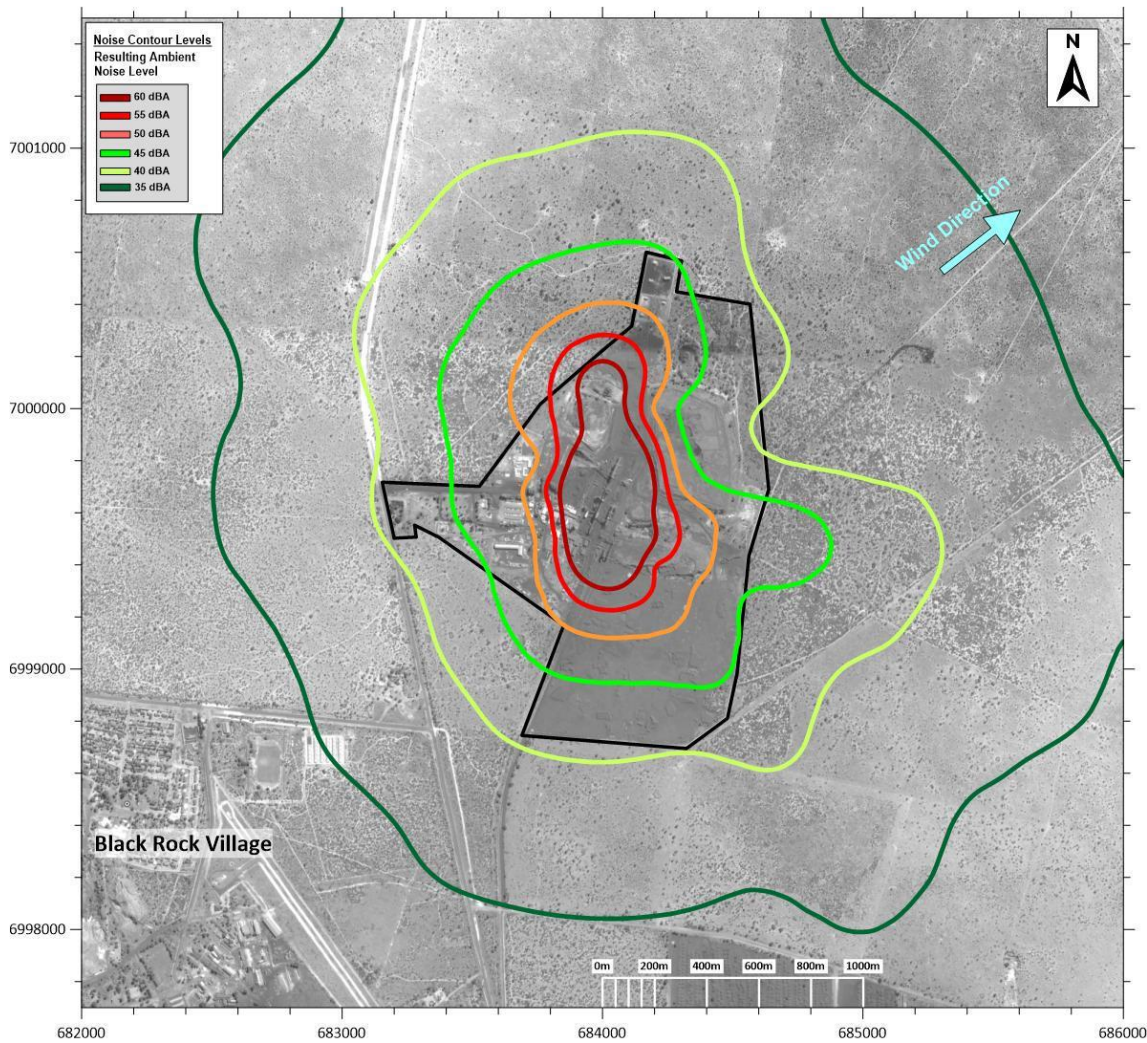 Noise Contour Levels
Resulting Ambient
Noise Level
60 dBA
55 dBA
50 dBA
45 dBA
40 dBA
35 dBA
N
Wind Direction
Black Rock Village
0m 200m 400m 600m 800m 1000m
7001000
7000000
6999000
6998000
682000 683000 684000 685000 686000